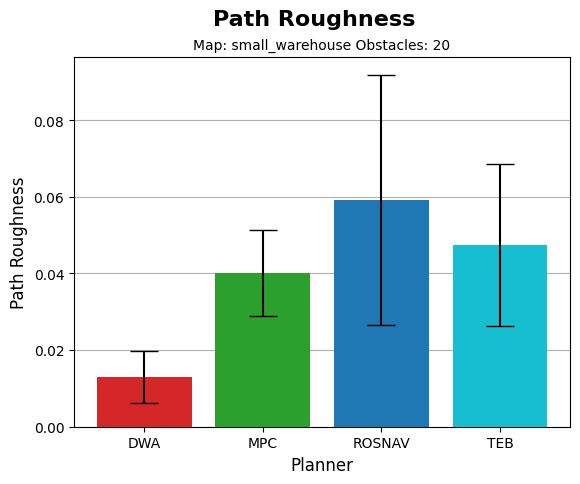 Path Roughness
Map: small_warehouse Obstacles: 20
Path Roughness
0.08
0.06
0.04
0.02
0.00
DWA
MPC
ROSNAV
TEB
Planner